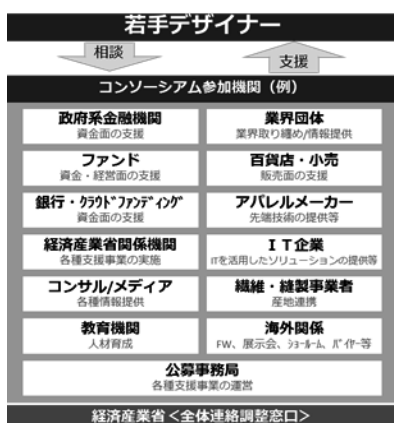 若手デザイナー
相談
支援
コンソーシアム参加機関（例）
政府系金融機関
資金面の支援
業界団体
業界取り纏め/情報提供
ファンド
資金・経営面の支援
百貨店・小売
販売面の支援
銀行・ｸﾗｳﾄﾞﾌｧﾝﾃﾞｨﾝｸﾞ
資金面の支援
アパレルメーカー
先端技術の提供等
経済産業省関係機関
各種支援事業の実施
ＩＴ企業
ITを活用したソリューションの提供等
コンサル/メディア
各種情報提供
繊維・縫製事業者
産地連携
教育機関
人材育成
海外関係
FW、展示会、ｼｮｰﾙｰﾑ、ﾊﾞｲﾔｰ等
公募事務局
各種支援事業の運営
経済産業省＜全体連絡調整窓口＞